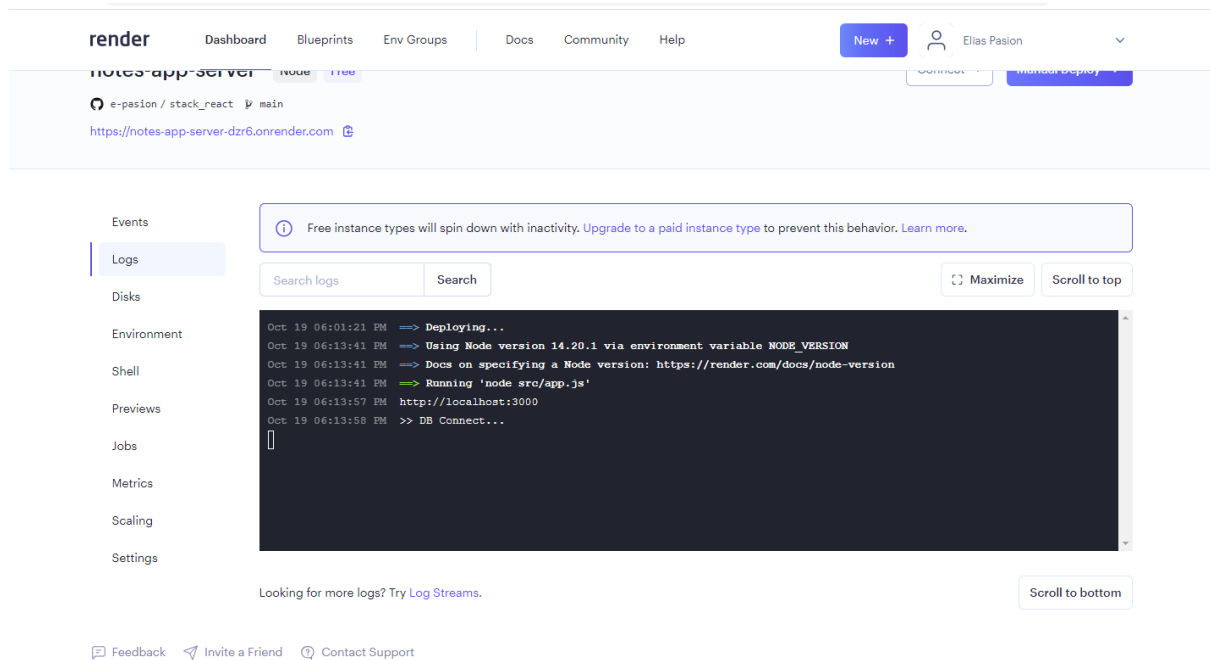 render Dashboard Blueprints Env Groups Docs Community Help New + Elias Pasion
notes-app-server Node Free Connect Manual Deploy
e-pasion / stack_react main
https://notes-app-server-dzr6.onrender.com
Events
Logs
Disks
Environment
Shell
Previews
Jobs
Metrics
Scaling
Settings
Free instance types will spin down with inactivity. Upgrade to a paid instance type to prevent this behavior. Learn more.
Search logs Search Maximize Scroll to top
Oct 19 06:01:21 PM ==> Deploying...
Oct 19 06:13:41 PM ==> Using Node version 14.20.1 via environment variable NODE_VERSION
Oct 19 06:13:41 PM ==> Docs on specifying a Node version: https://render.com/docs/node-version
Oct 19 06:13:41 PM ==> Running 'node src/app.js'
Oct 19 06:13:57 PM http://localhost:3000
Oct 19 06:13:58 PM >> DB Connect...
Looking for more logs? Try Log Streams. Scroll to bottom
Feedback Invite a Friend Contact Support